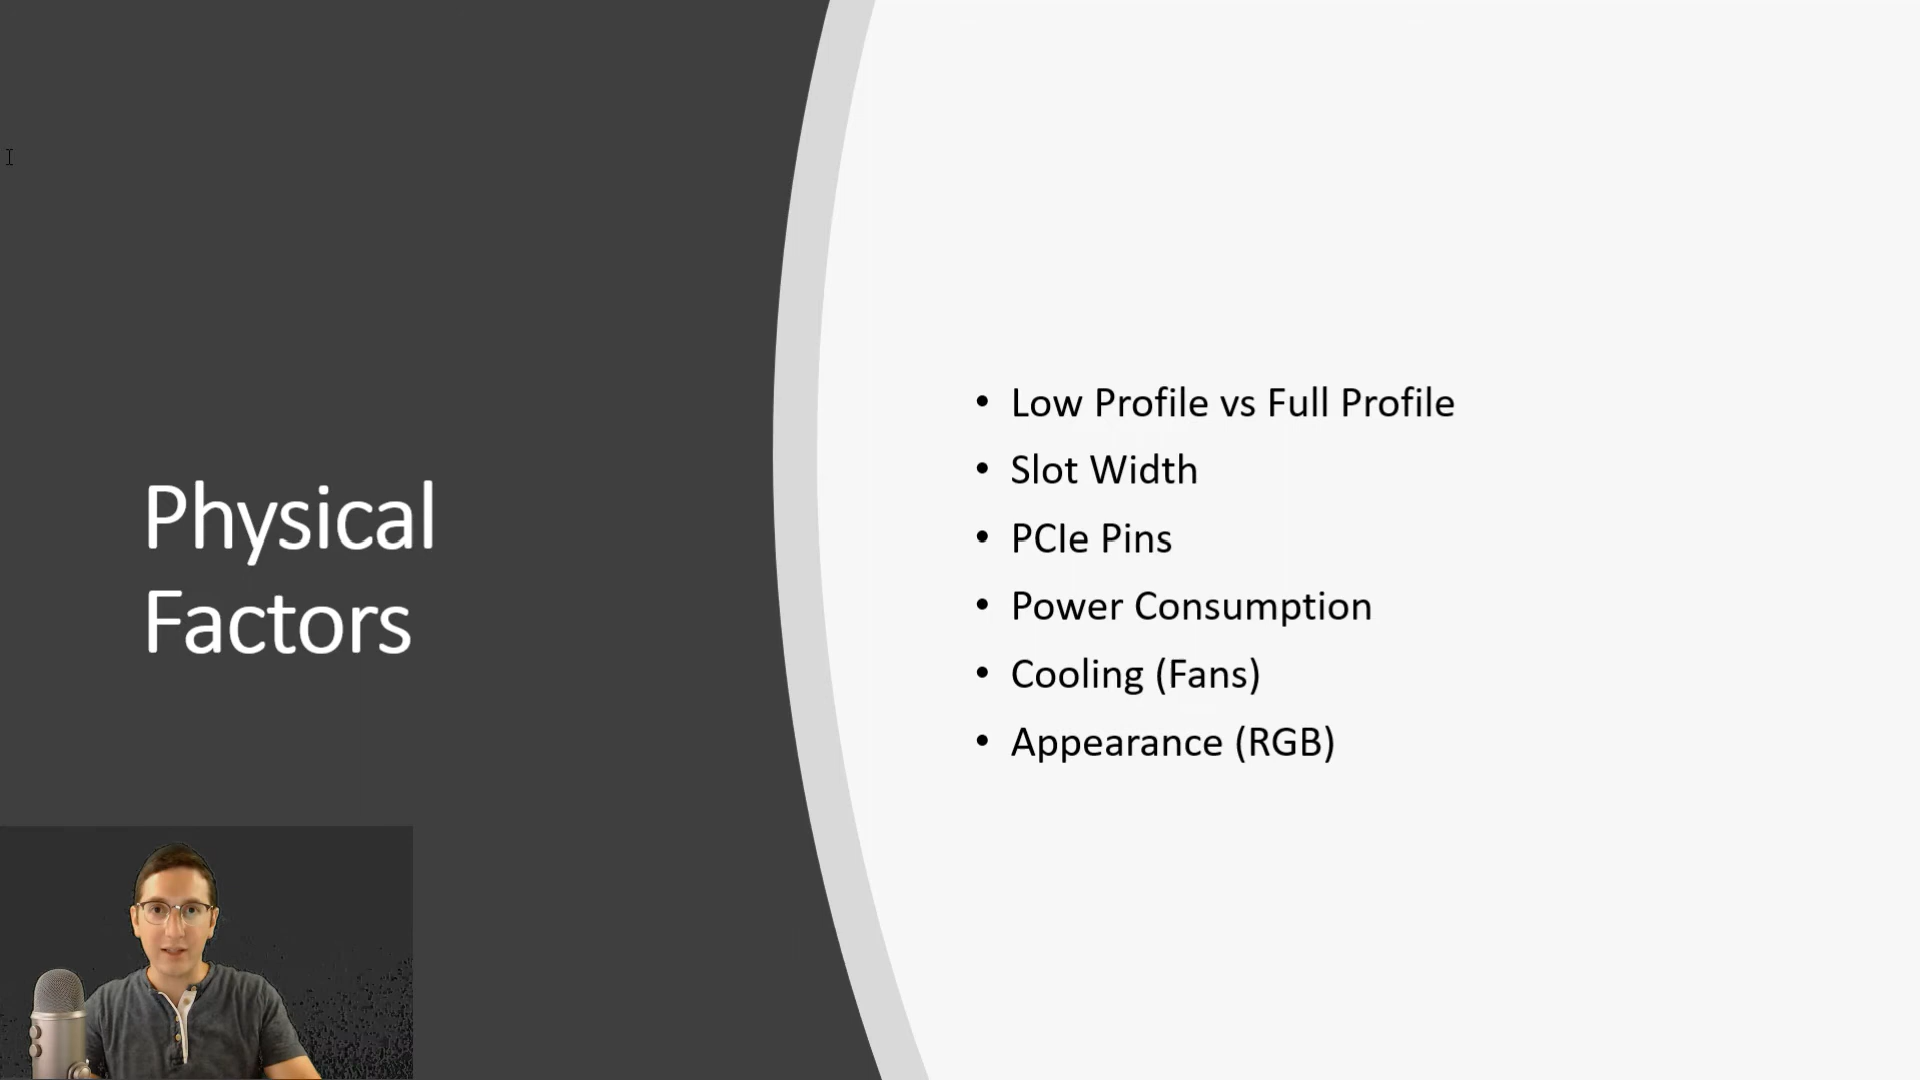 Physical
Factors
• Low Profile vs Full Profile
• Slot Width
• PCIe Pins
• Power Consumption
• Cooling (Fans)
• Appearance (RGB)